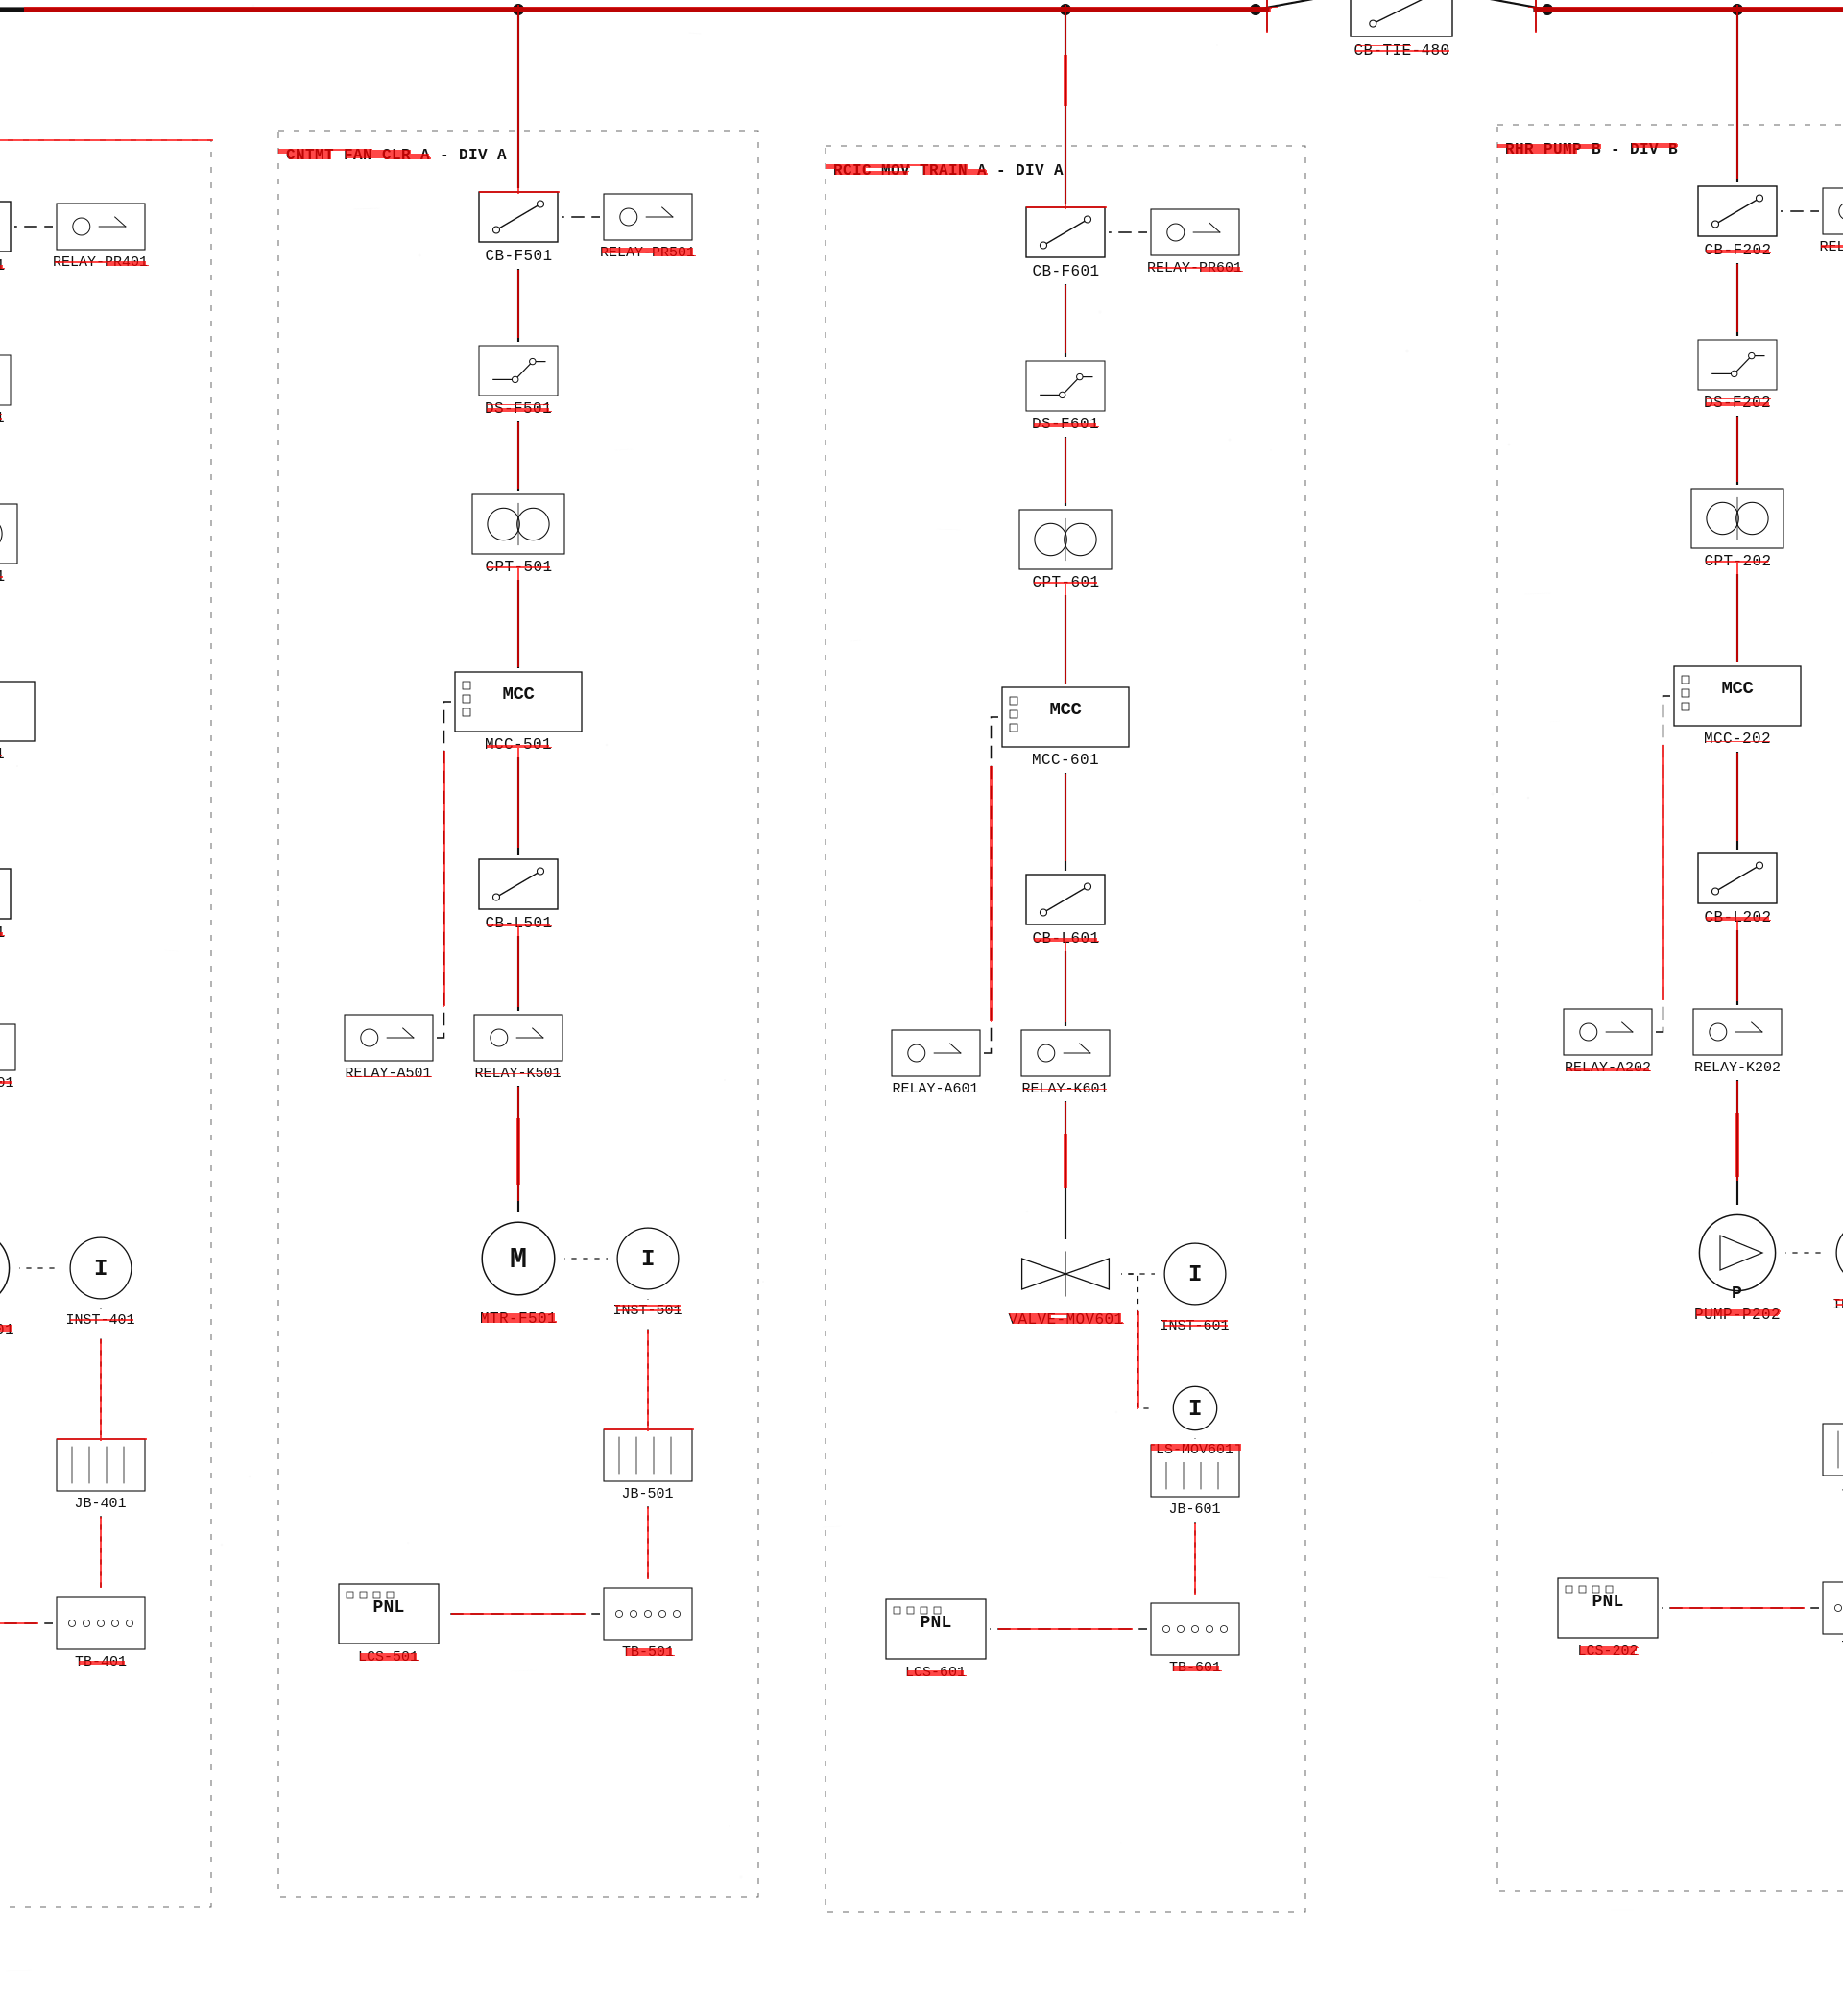 CB-TIE-480
CNTMT FAN CLR A - DIV A
RCIC MOV TRAIN A - DIV A
RHR PUMP B - DIV B
RELAY-PR401
CB-F501
RELAY-PR501
CB-F601
RELAY-PR601
CB-F202
DS-F501
DS-F601
DS-F202
CPT-501
CPT-601
CPT-202
MCC
MCC-501
MCC
MCC-601
MCC
MCC-202
CB-L501
CB-L601
CB-L202
RELAY-A501
RELAY-K501
RELAY-A601
RELAY-K601
RELAY-A202
RELAY-K202
I
INST-401
M
MTR-F501
I
INST-501
VALVE-MOV601
I
INST-601
P
PUMP-P202
I
LS-MOV601
JB-401
JB-501
JB-601
TB-401
PNL
LCS-501
TB-501
PNL
LCS-601
TB-601
PNL
LCS-202